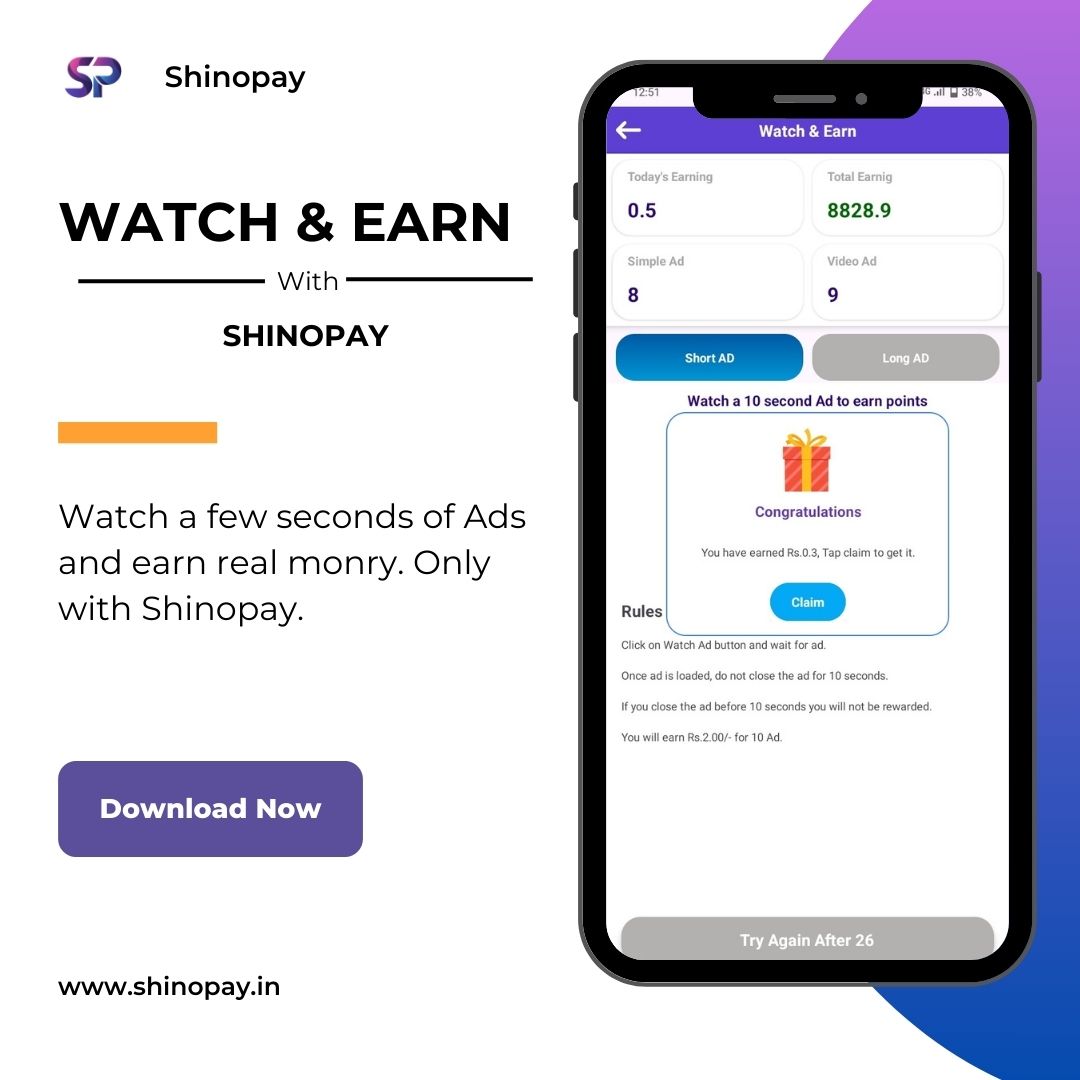 SP
Shinopay
WATCH & EARN
With
SHINOPAY
Watch a few seconds of Ads
and earn real monry. Only
with Shinopay.
Download Now
www.shinopay.in
12:51
38%
Watch & Earn
Today's Earning
Total Earnig
0.5
8828.9
Simple Ad
Video Ad
8
9
Short AD
Long AD
Watch a 10 second Ad to earn points
Congratulations
You have earned Rs.0.3, Tap claim to get it.
Claim
Rules
Click on Watch Ad button and wait for ad.
Once ad is loaded, do not close the ad for 10 seconds.
If you close the ad before 10 seconds you will not be rewarded.
You will earn Rs.2.00/- for 10 Ad.
Try Again After 26